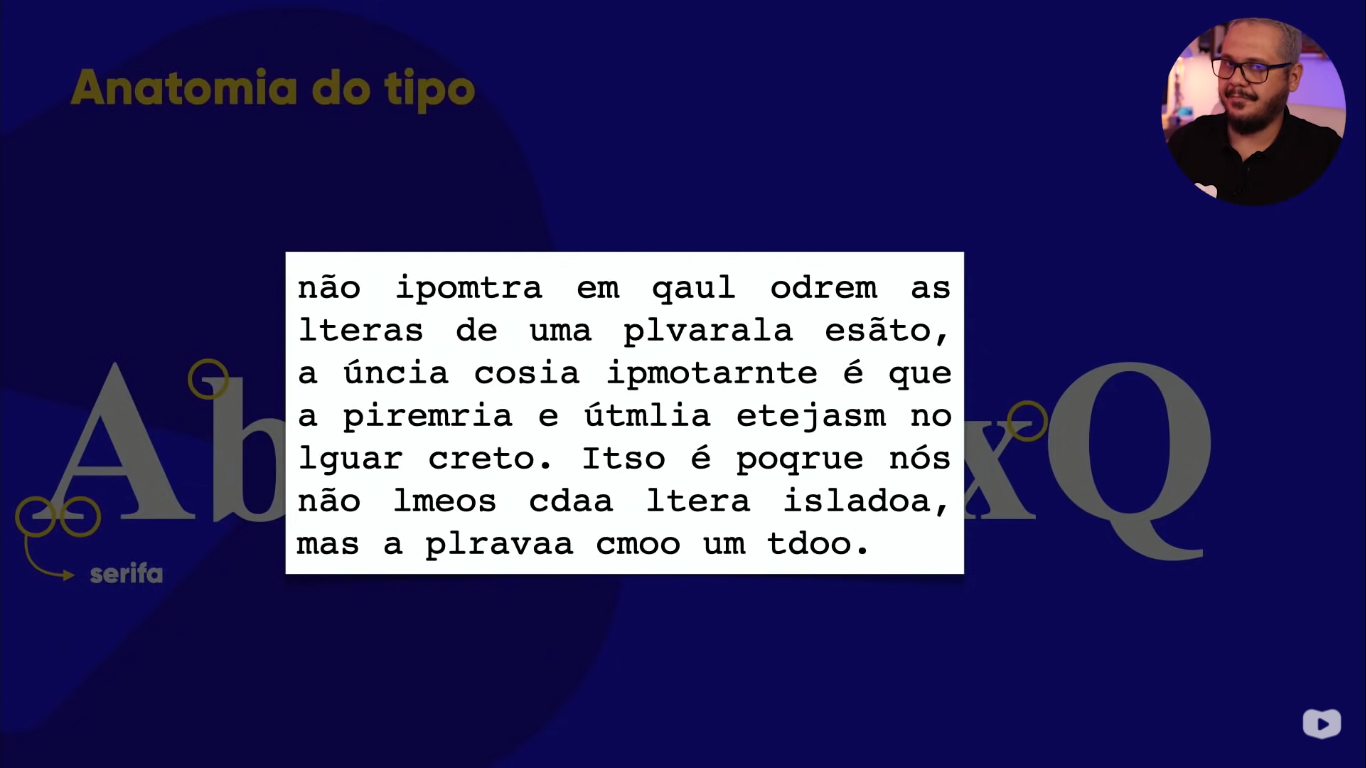 Anatomia do tipo
não ipomtra em qaul odrem as
lteras de uma plvarala esãto,
a úncia cosia ipmotarnte é que
a piremria e útmlia etejasm no
lguar creto. Itso é poqrue nós
não lmeos cdaa ltera isladoa,
mas a plravaa cmoo um tdoo.
Ab
xQ
serifa